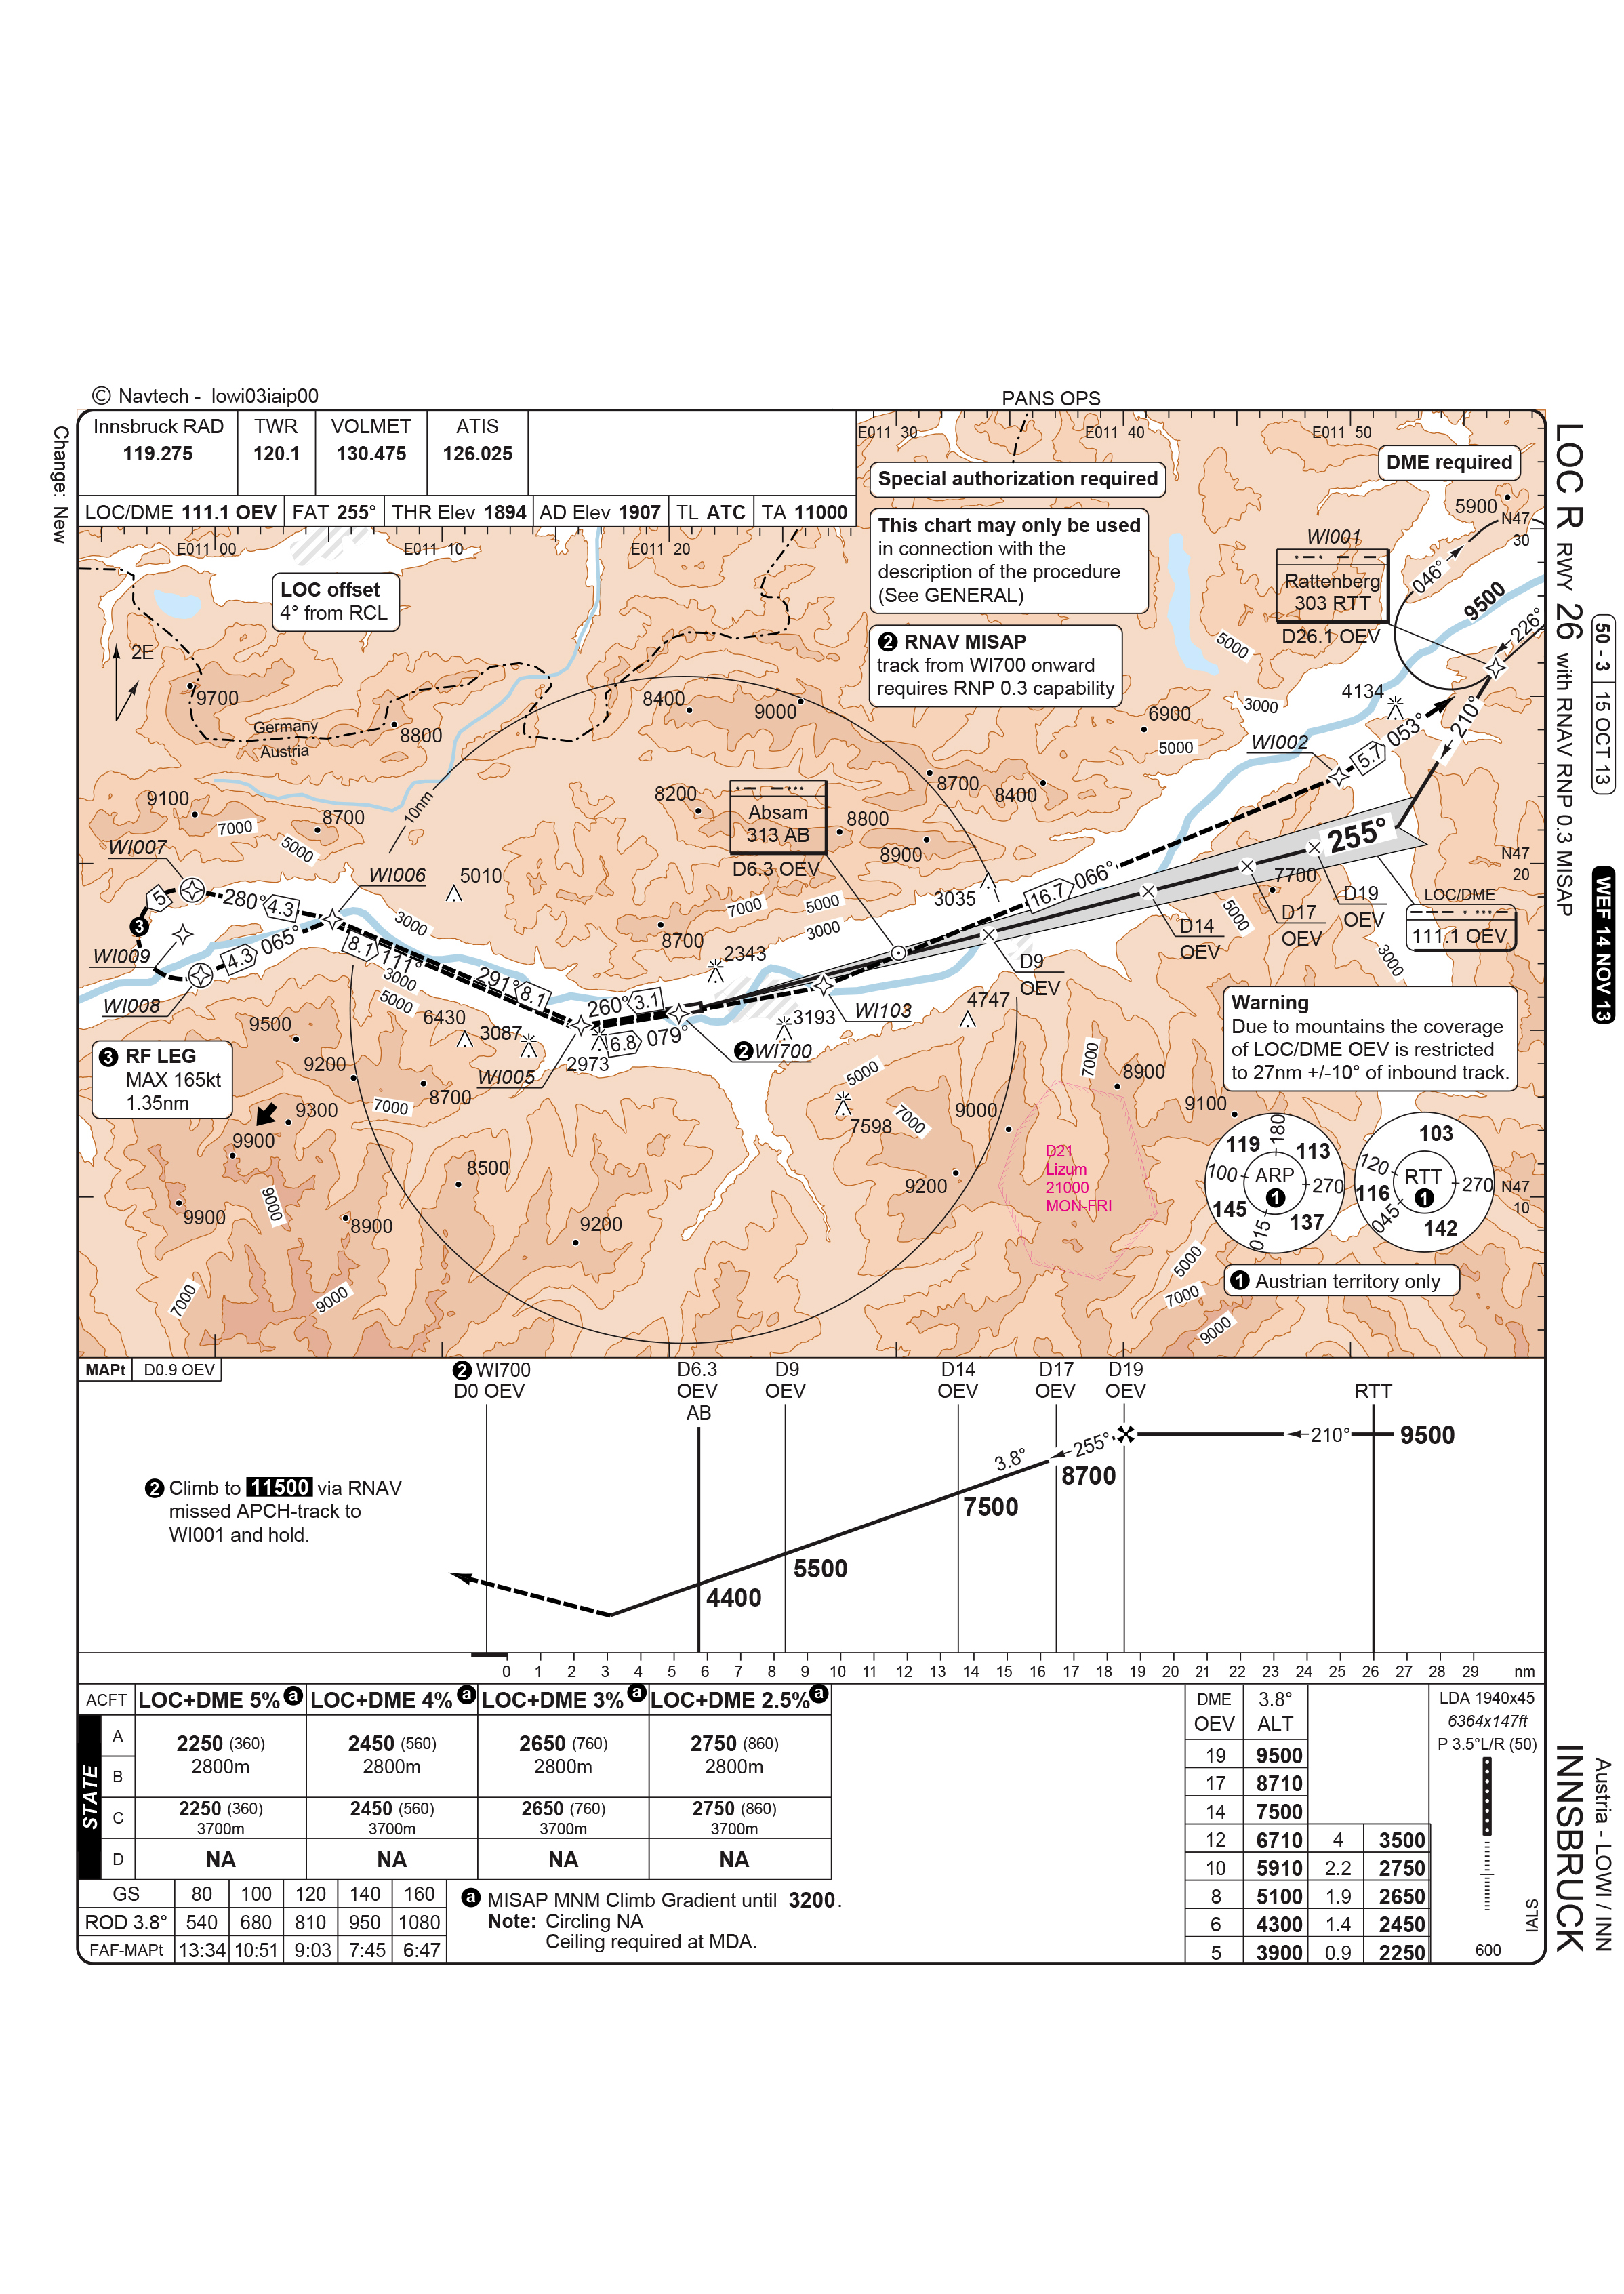 © Navtech - lowi03iaip00
PANS OPS
Change: New
Innsbruck RAD
119.275
TWR
120.1
VOLMET
130.475
ATIS
126.025
LOC/DME 111.1 OEV
FAT 255°
THR Elev 1894
AD Elev 1907
TL ATC
TA 11000
LOC R RWY 26 with RNAV RNP 0.3 MISAP
50 - 3
15 OCT 13
WEF 14 NOV 13
E011 00
E011 10
E011 20
E011 30
E011 40
E011 50
Special authorization required
DME required
This chart may only be used
in connection with the
description of the procedure
(See GENERAL)
LOC offset
4° from RCL
2 RNAV MISAP
track from WI700 onward
requires RNP 0.3 capability
5900
N47
30
WI001
Rattenberg
303 RTT
D26.1 OEV
046°
9500
226°
210°
2E
9700
Germany
Austria
8800
8400
9000
5000
3000
4134
6900
5000
WI002
5.7
053°
10nm
9100
7000
8700
5000
8200
Absam
313 AB
D6.3 OEV
8700
8400
8800
8900
255°
N47
20
WI007
WI006
5010
3035
16.7
066°
7700
D19
OEV
D17
OEV
D14
OEV
D9
OEV
LOC/DME
111.1 OEV
5
280°
4.3
3
065°
4.3
WI009
WI008
8.1
111°
3000
3000
5000
291°
8.1
7000
5000
3000
8700
2343
260°
3.1
6.8
079°
2973
WI005
2 WI700
3193
WI103
4747
5000
3000
6430
3087
9500
9200
8700
7000
3 RF LEG
MAX 165kt
1.35nm
9300
9900
9900
9000
8900
8500
9200
7000
9000
5000
7598
7000
9000
9200
7000
8900
9100
D21
Lizum
21000
MON-FRI
Warning
Due to mountains the coverage
of LOC/DME OEV is restricted
to 27nm +/-10° of inbound track.
180
119
113
100
ARP
1
270
145
137
015
103
120
RTT
1
270
116
045
142
N47
10
1 Austrian territory only
5000
7000
9000
MAPt
D0.9 OEV
2 WI700
D0 OEV
D6.3
OEV
AB
D9
OEV
D14
OEV
D17
OEV
D19
OEV
RTT
2 Climb to 11500 via RNAV
missed APCH-track to
WI001 and hold.
3.8°
255°
210°
9500
8700
7500
5500
4400
0 1 2 3 4 5 6 7 8 9 10 11 12 13 14 15 16 17 18 19 20 21 22 23 24 25 26 27 28 29 nm
ACFT LOC+DME 5% a LOC+DME 4% a LOC+DME 3% a LOC+DME 2.5% a
STATE
A
B
2250 (360) 2450 (560) 2650 (760) 2750 (860)
2800m 2800m 2800m 2800m
C
2250 (360) 2450 (560) 2650 (760) 2750 (860)
3700m 3700m 3700m 3700m
D NA NA NA NA
GS 80 100 120 140 160
ROD 3.8° 540 680 810 950 1080
FAF-MAPt 13:34 10:51 9:03 7:45 6:47
a MISAP MNM Climb Gradient until 3200.
Note: Circling NA
Ceiling required at MDA.
DME 3.8°
OEV ALT
19 9500
17 8710
14 7500
12 6710 4 3500
10 5910 2.2 2750
8 5100 1.9 2650
6 4300 1.4 2450
5 3900 0.9 2250
LDA 1940x45
6364x147ft
P 3.5°L/R (50)
IALS
600
Austria - LOWI / INN
INNSBRUCK